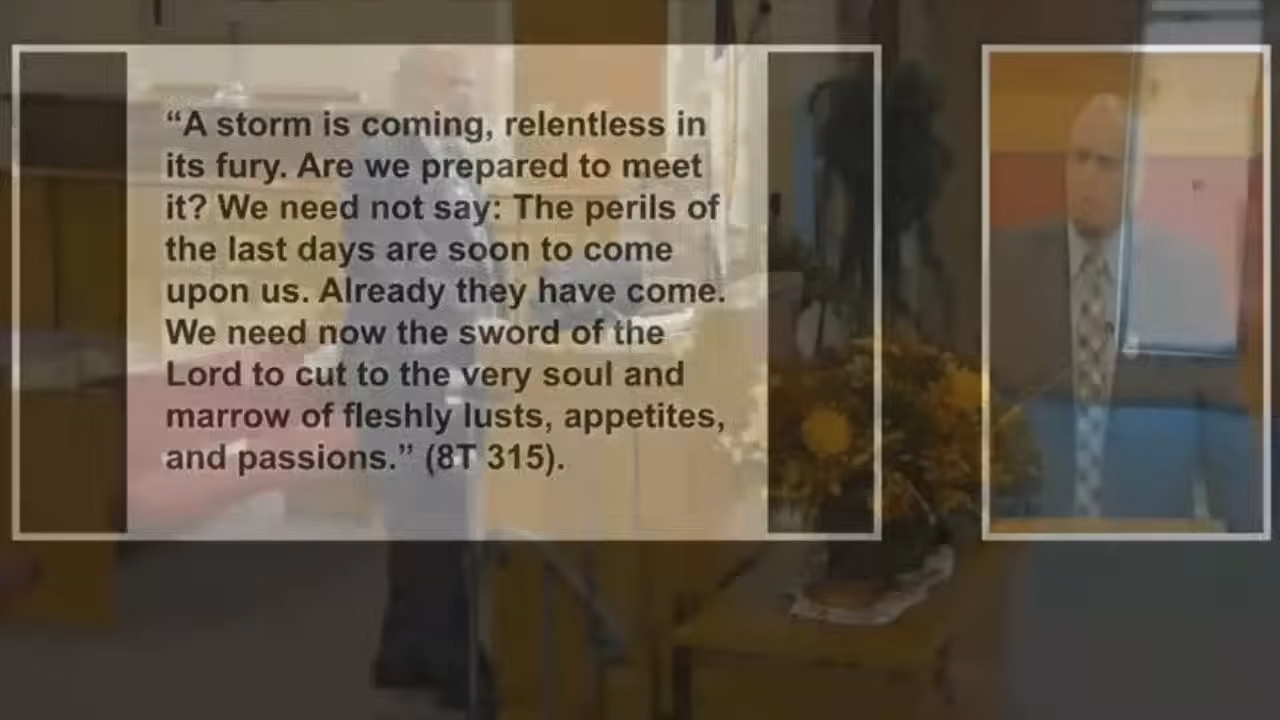 “A storm is coming, relentless in
its fury. Are we prepared to meet
it? We need not say: The perils of
the last days are soon to come
upon us. Already they have come.
We need now the sword of the
Lord to cut to the very soul and
marrow of fleshly lusts, appetites,
and passions.” (8T 315).